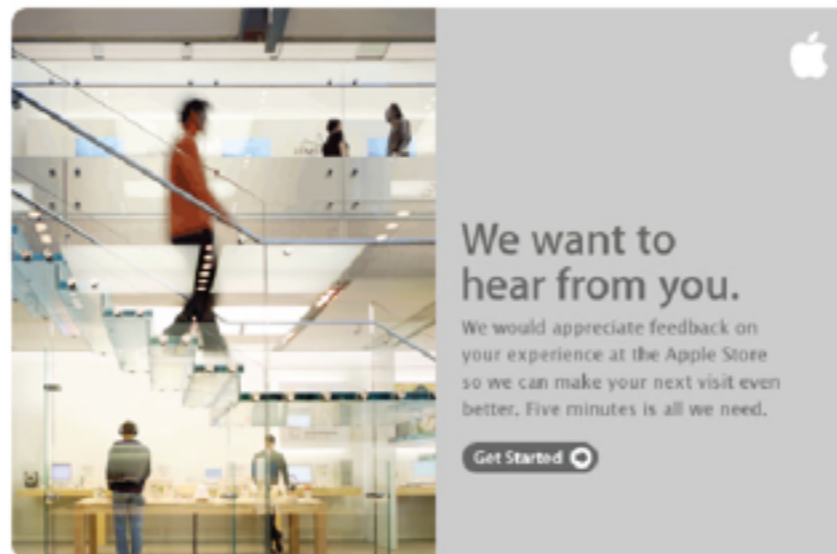 We want to
hear from you.
We would appreciate feedback on
your experience at the Apple Store
so we can make your next visit even
better. Five minutes is all we need.
Get Started